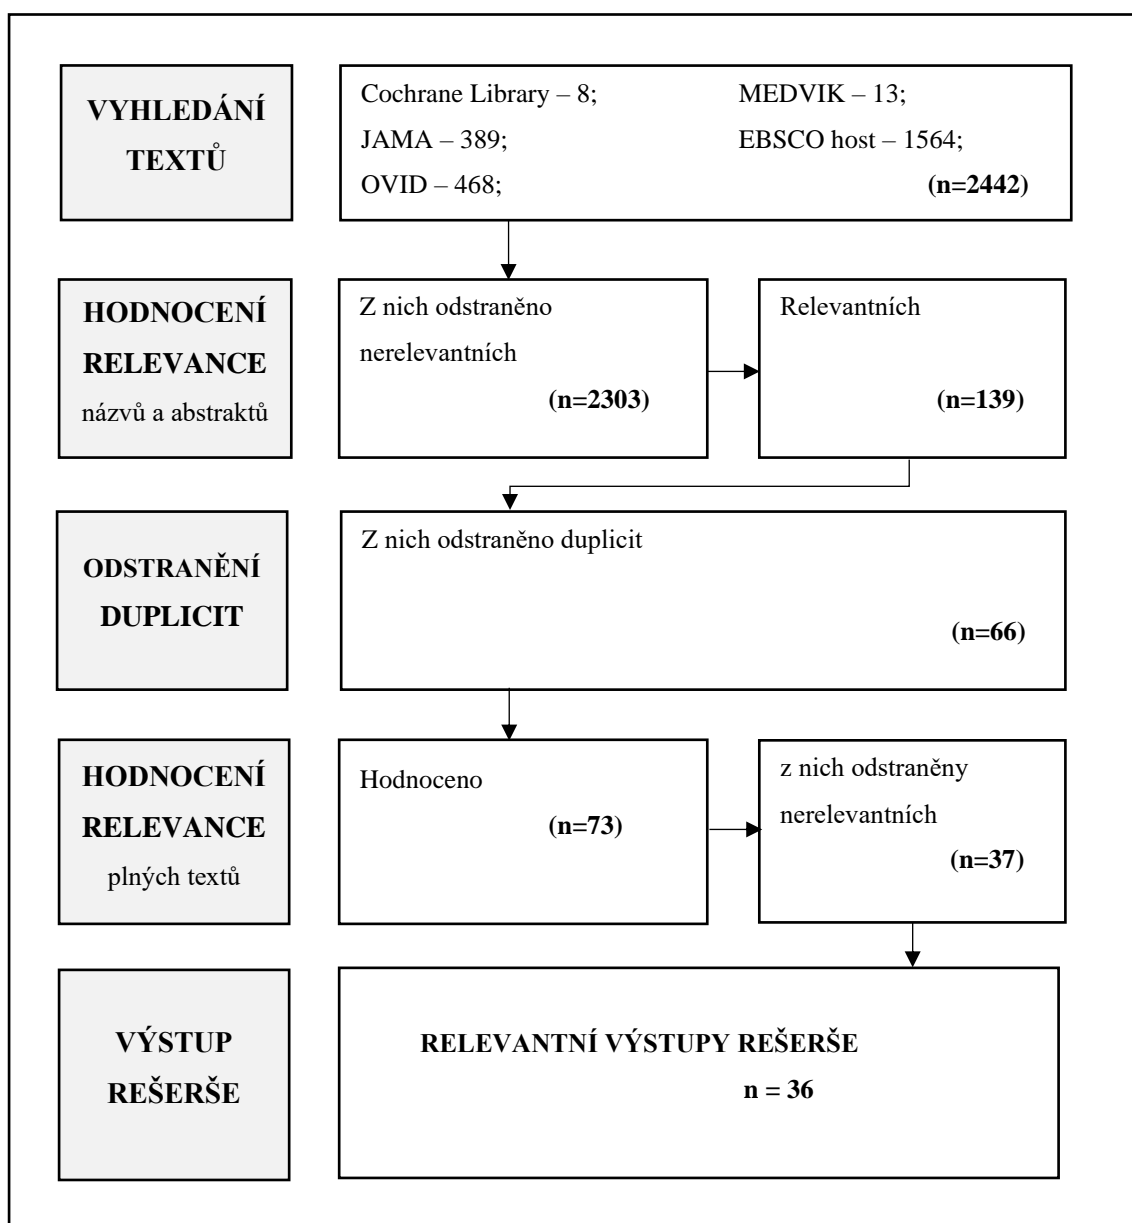 VYHLEDÁNÍ
TEXTŮ
Cochrane Library – 8;
MEDVIK – 13;
JAMA – 389;
EBSCO host – 1564;
OVID – 468;
(n=2442)
HODNOCENÍ
RELEVANCE
názvů a abstraktů
Z nich odstraněno
nerelevantních
(n=2303)
Relevantních
(n=139)
ODSTRANĚNÍ
DUPLICIT
Z nich odstraněno duplicit
(n=66)
HODNOCENÍ
RELEVANCE
plných textů
Hodnoceno
(n=73)
z nich odstraněny
nerelevantních
(n=37)
VÝSTUP
REŠERŠE
RELEVANTNÍ VÝSTUPY REŠERŠE
n = 36